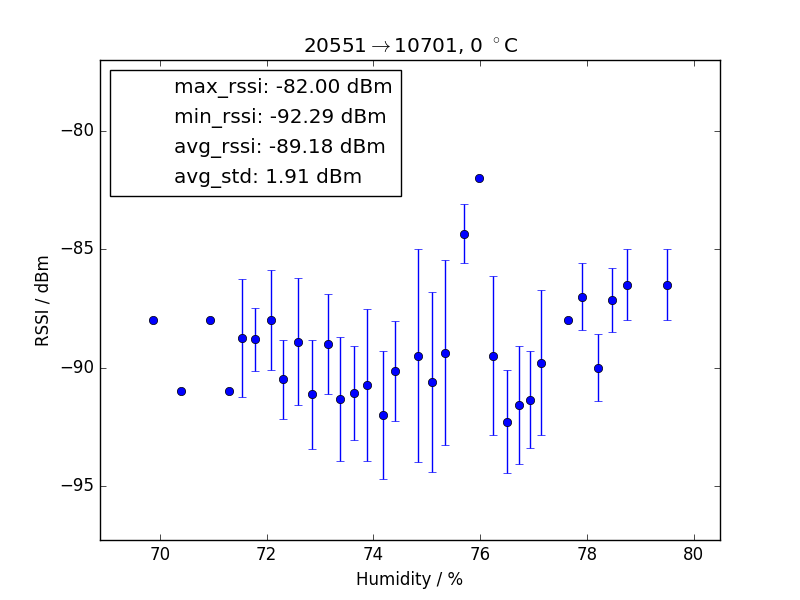 20551→10701, 0 °C
max_rssi: -82.00 dBm
min_rssi: -92.29 dBm
avg_rssi: -89.18 dBm
avg_std: 1.91 dBm
−80
−85
−90
−95
RSSI / dBm
70 72 74 76 78 80
Humidity / %